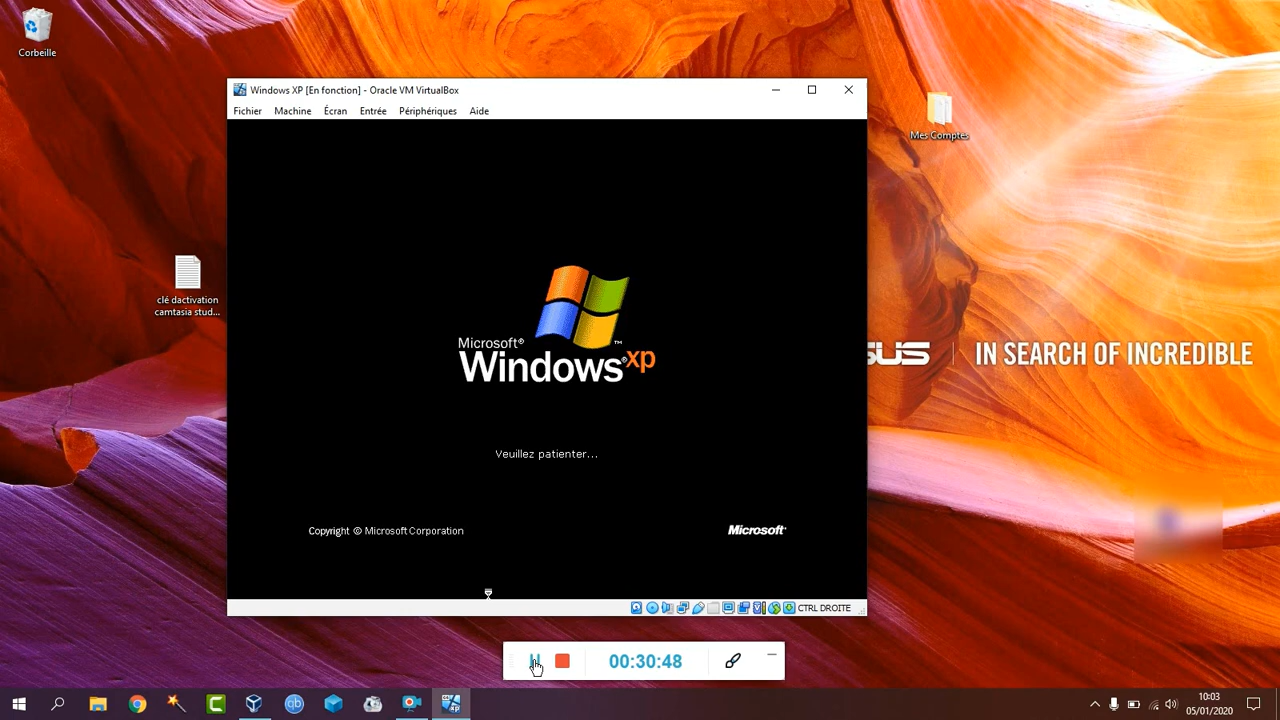 Corbeille
Windows XP [En fonction] - Oracle VM VirtualBox
Fichier Machine Écran Entrée Périphériques Aide
Mes Comptes
clé dactivation
camtasia stud...
Microsoft®
Windows®xp
™
IN SEARCH OF INCREDIBLE
Veuillez patienter...
Copyright © Microsoft Corporation
Microsoft®
CTRL DROITE
00:30:48
10:03
05/01/2020